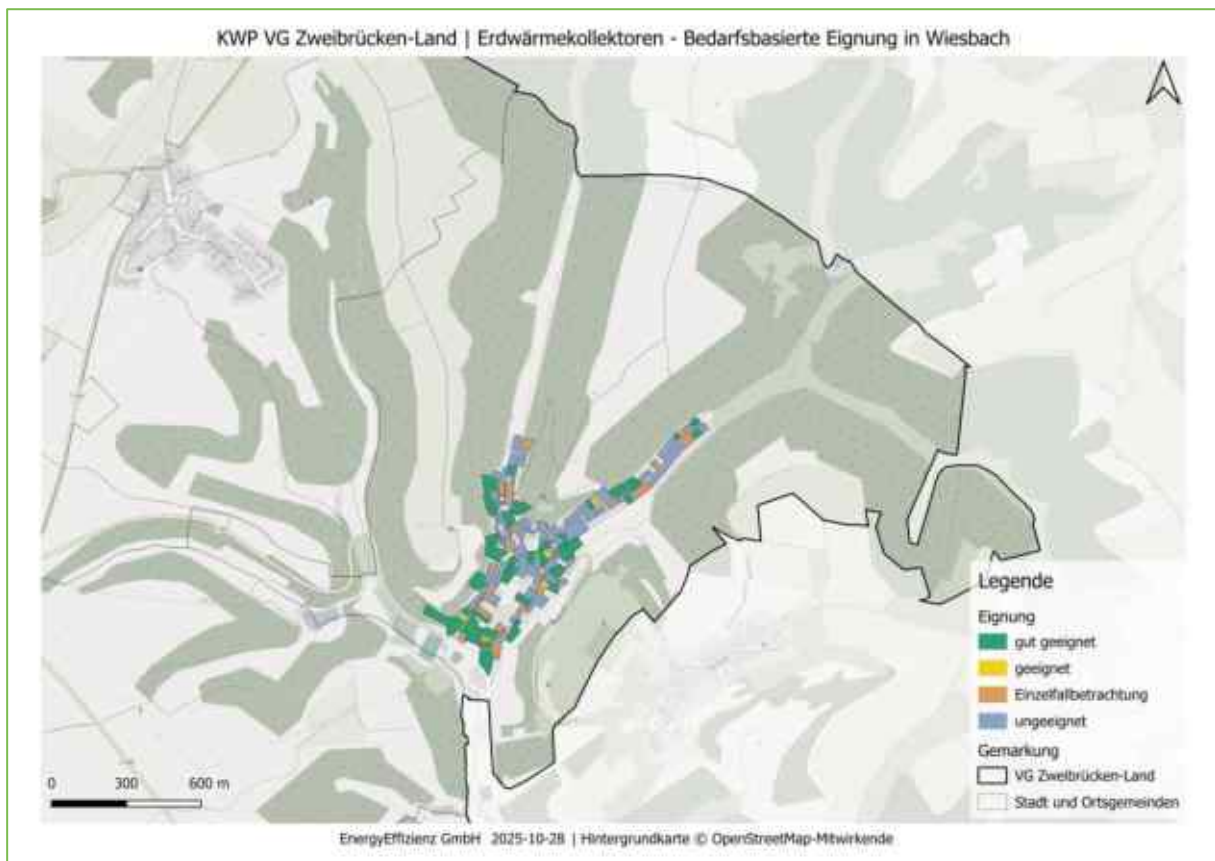 KWP VG Zweibrücken-Land | Erdwärmekollektoren - Bedarfsbasierte Eignung in Wiesbach
Legende
Eignung
gut geeignet
geeignet
Einzelfallbetrachtung
ungeeignet
Gemarkung
VG Zweibrücken-Land
Stadt und Ortsgemeinden
0 300 600 m
EnergyEffizienz GmbH 2025-10-28 | Hintergrundkarte © OpenStreetMap-Mitwirkende